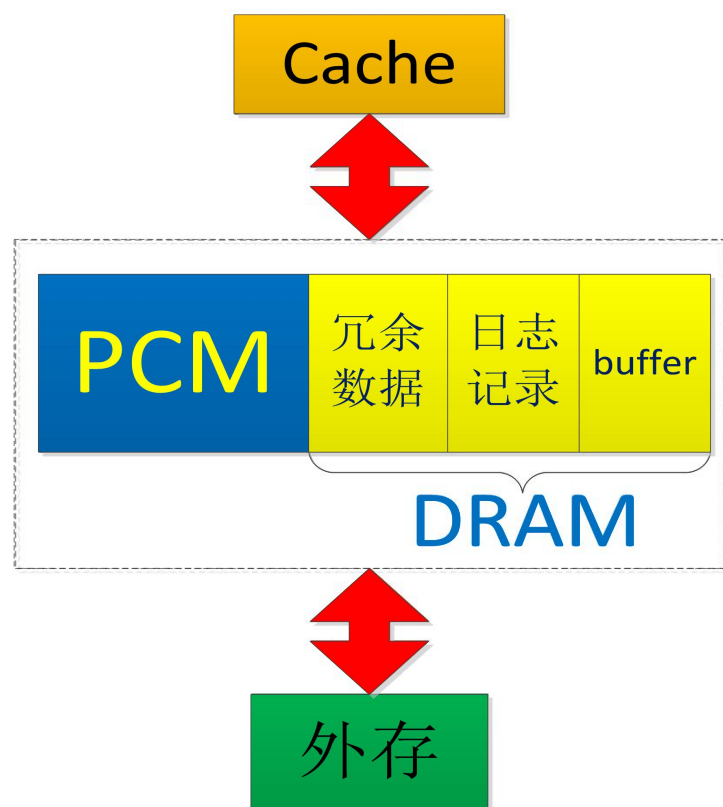 Cache
PCM
冗余
数据
日志
记录
buffer
DRAM
外存